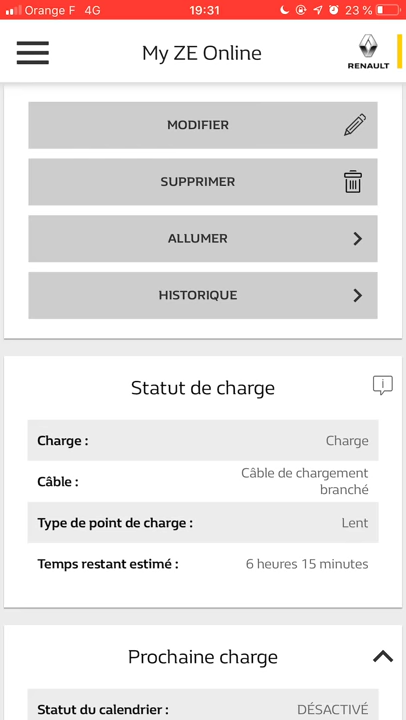 Orange F 4G 19:31 23 %
My ZE Online
RENAULT
MODIFIER
SUPPRIMER
ALLUMER
HISTORIQUE
Statut de charge
i
Charge : Charge
Câble : Câble de chargement
branché
Type de point de charge : Lent
Temps restant estimé : 6 heures 15 minutes
Prochaine charge
Statut du calendrier : DÉSACTIVÉ